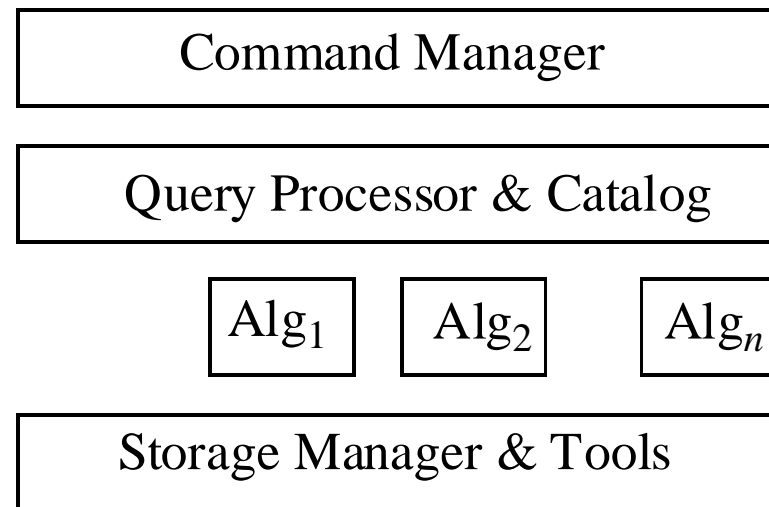 Command Manager
Query Processor & Catalog
Alg₁ Alg₂ Algₙ
Storage Manager & Tools